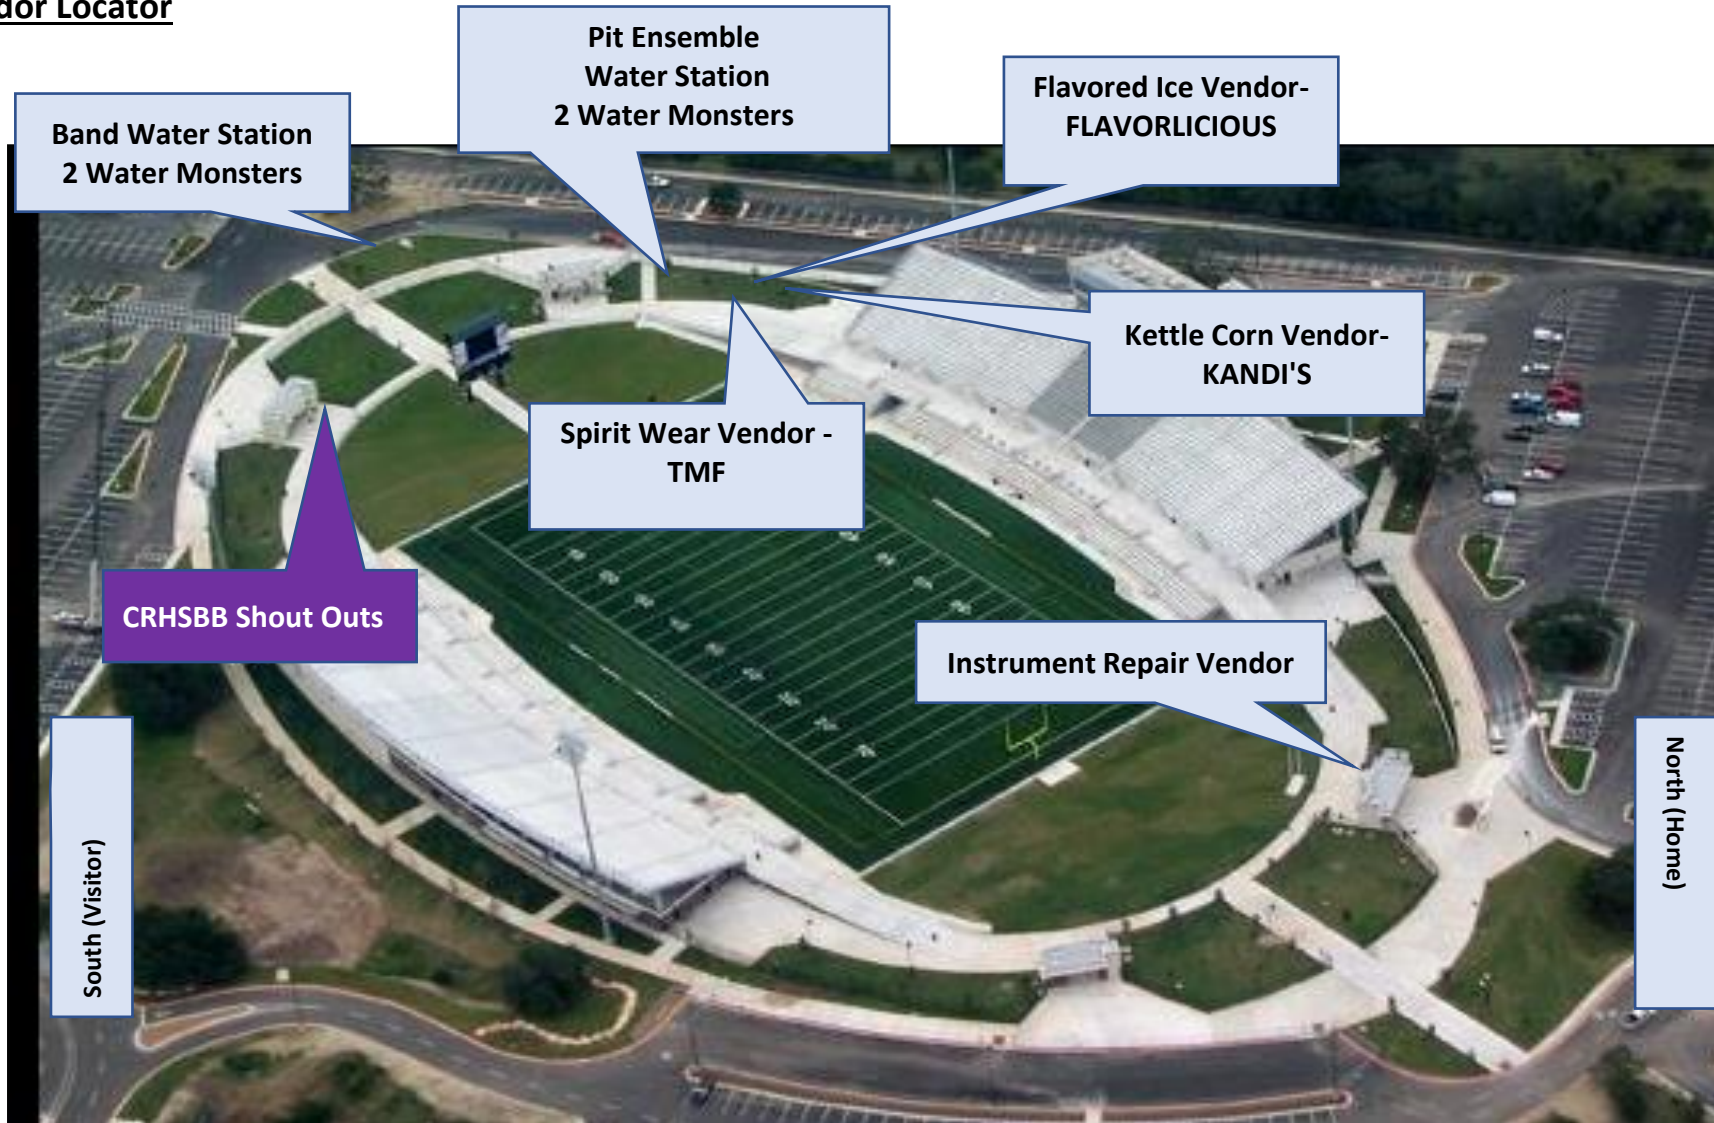 dor Locator
Pit Ensemble
Water Station
2 Water Monsters
Flavored Ice Vendor-
FLAVORLICIOUS
Band Water Station
2 Water Monsters
Kettle Corn Vendor-
KANDI'S
Spirit Wear Vendor -
TMF
CRHSBB Shout Outs
Instrument Repair Vendor
South (Visitor)
North (Home)